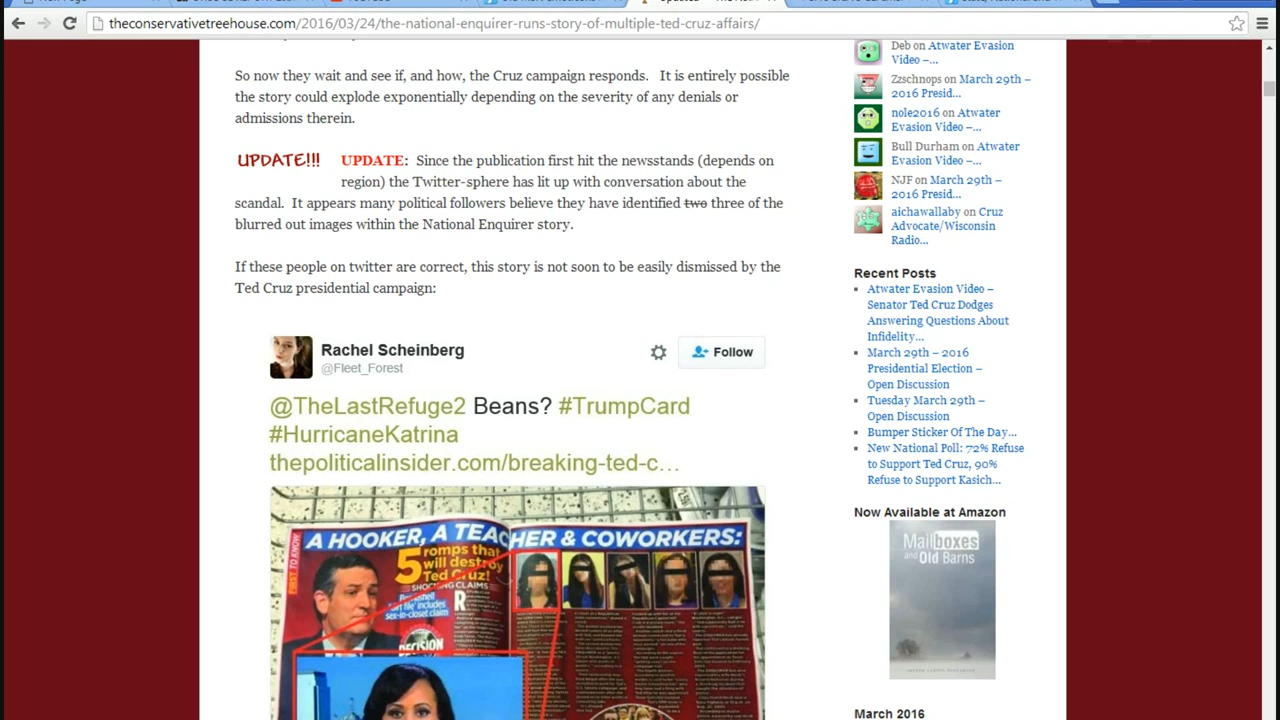 theconservativetreehouse.com/2016/03/24/the-national-enquirer-runs-story-of-multiple-ted-cruz-affairs/
So now they wait and see if, and how, the Cruz campaign responds. It is entirely possible
the story could explode exponentially depending on the severity of any denials or
admissions therein.
UPDATE!!! UPDATE: Since the publication first hit the newsstands (depends on
region) the Twitter-sphere has lit up with conversation about the
scandal. It appears many political followers believe they have identified two three of the
blurred out images within the National Enquirer story.
If these people on twitter are correct, this story is not soon to be easily dismissed by the
Ted Cruz presidential campaign:
Rachel Scheinberg
@Fleet_Forest
Follow
@TheLastRefuge2 Beans? #TrumpCard
#HurricaneKatrina
thepoliticalinsider.com/breaking-ted-c...
FIRST TO KNOW
A HOOKER, A TEACHER & COWORKERS:
5 romps that
will destroy
Ted Cruz!
SHOCKING CLAIMS
Deb on Atwater Evasion
Video –...
Zzschnops on March 29th –
2016 Presid...
nole2016 on Atwater
Evasion Video –...
Bull Durham on Atwater
Evasion Video –...
NJF on March 29th –
2016 Presid...
aichawallaby on Cruz
Advocate/Wisconsin
Radio...
Recent Posts
Atwater Evasion Video –
Senator Ted Cruz Dodges
Answering Questions About
Infidelity...
March 29th – 2016
Presidential Election –
Open Discussion
Tuesday March 29th –
Open Discussion
Bumper Sticker Of The Day...
New National Poll: 72% Refuse
to Support Ted Cruz, 90%
Refuse to Support Kasich...
Now Available at Amazon
Mailboxes
and Old Barns
March 2016